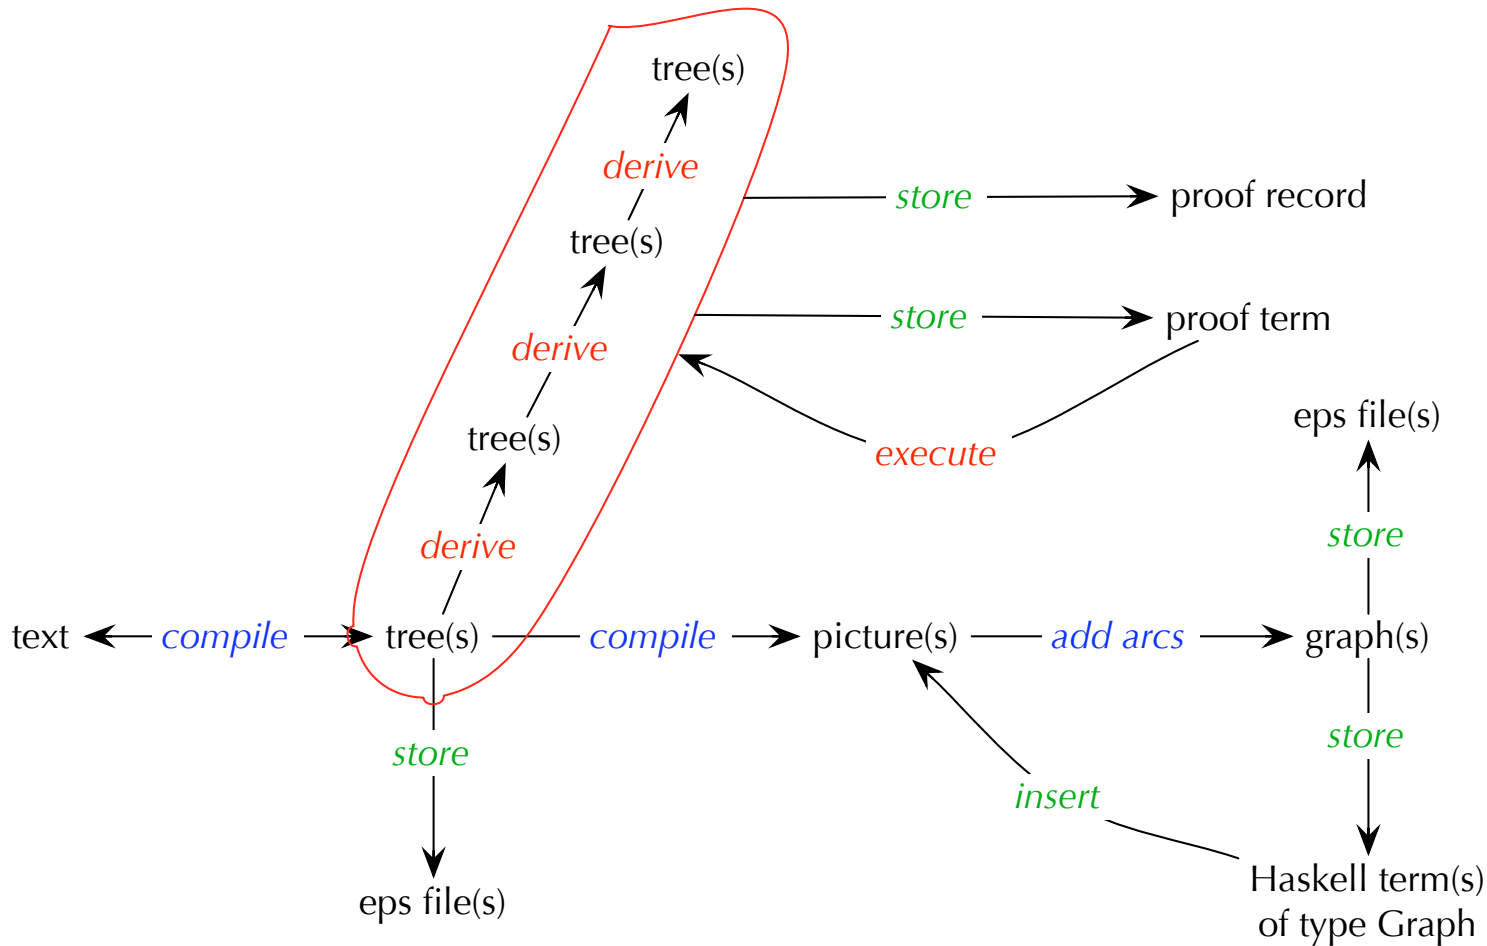 tree(s)
derive
store
proof record
tree(s)
store
proof term
derive
eps file(s)
tree(s)
execute
store
derive
text
compile
tree(s)
compile
picture(s)
add arcs
graph(s)
store
store
insert
Haskell term(s)
of type Graph
eps file(s)